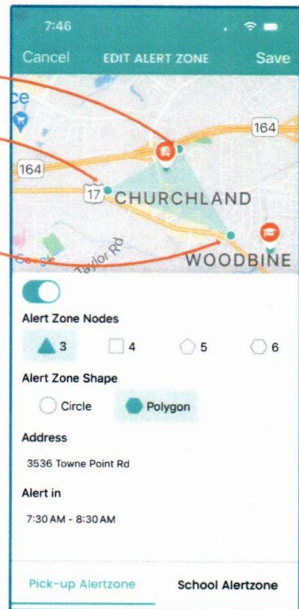 7:46
Cancel EDIT ALERT ZONE Save
ce
164
164
17 CHURCHLAND
Google Taylor Rd
WOODBINE
Alert Zone Nodes
3 4 5 6
Alert Zone Shape
Circle Polygon
Address
3536 Towne Point Rd
Alert in
7:30 AM - 8:30 AM
Pick-up Alertzone School Alertzone